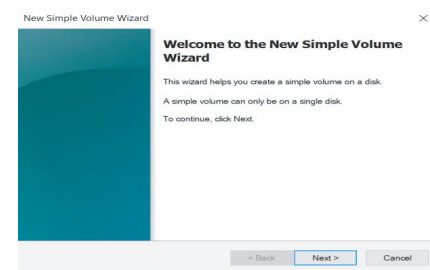 New Simple Volume Wizard
Welcome to the New Simple Volume
Wizard
This wizard helps you create a simple volume on a disk.
A simple volume can only be on a single disk.
To continue, click Next.
< Back Next > Cancel